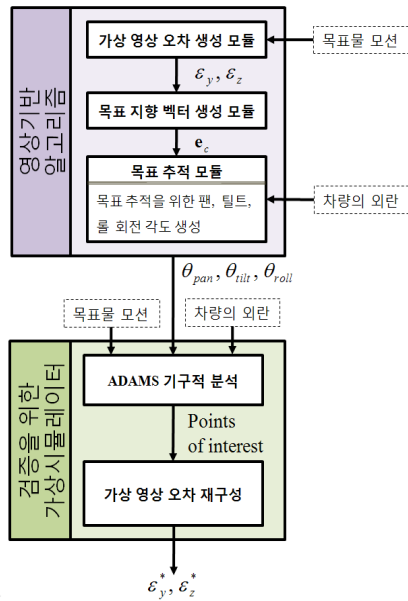 가상 영상 오차 생성 모듈
목표물 모션
εy, εz
영상기반
알고리즘
목표 지향 벡터 생성 모듈
ec
목표 추적 모듈
목표 추적을 위한 팬, 틸트,
롤 회전 각도 생성
차량의 외란
θpan, θtilt, θroll
목표물 모션
차량의 외란
검증을 위한
가상시뮬레이터
ADAMS 기구적 분석
Points
of interest
가상 영상 오차 재구성
εy*, εz*